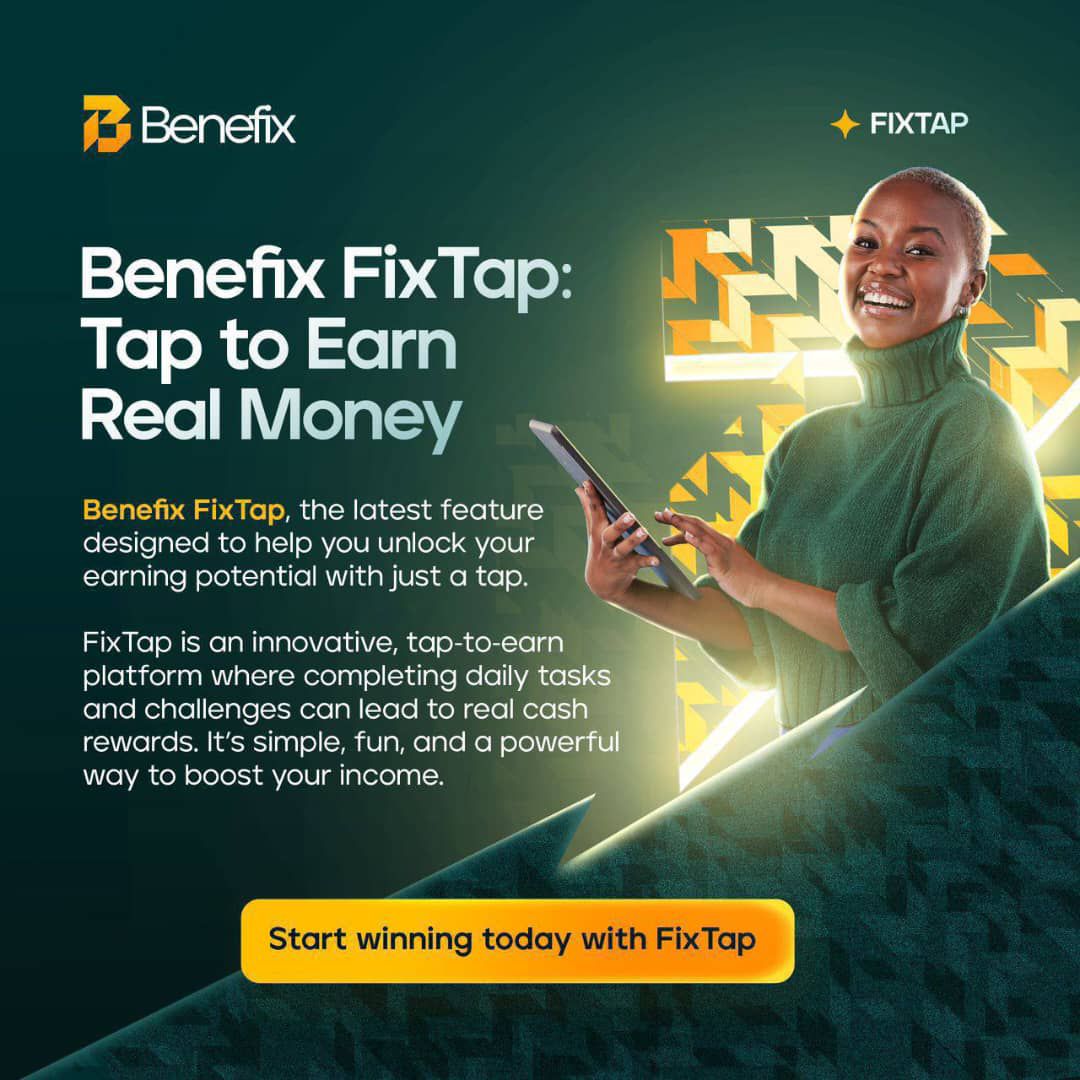 Benefix
FIXTAP
Benefix FixTap:
Tap to Earn
Real Money
Benefix FixTap, the latest feature
designed to help you unlock your
earning potential with just a tap.
FixTap is an innovative, tap-to-earn
platform where completing daily tasks
and challenges can lead to real cash
rewards. It's simple, fun, and a powerful
way to boost your income.
Start winning today with FixTap